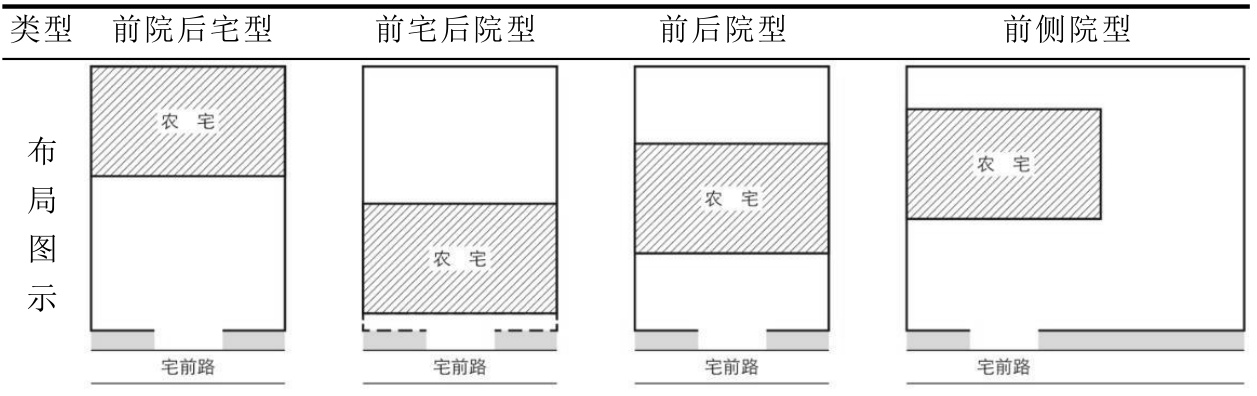 类型 前院后宅型 前宅后院型 前后院型 前侧院型
布局图示
农 宅
农 宅
农 宅
农 宅
宅前路 宅前路 宅前路 宅前路